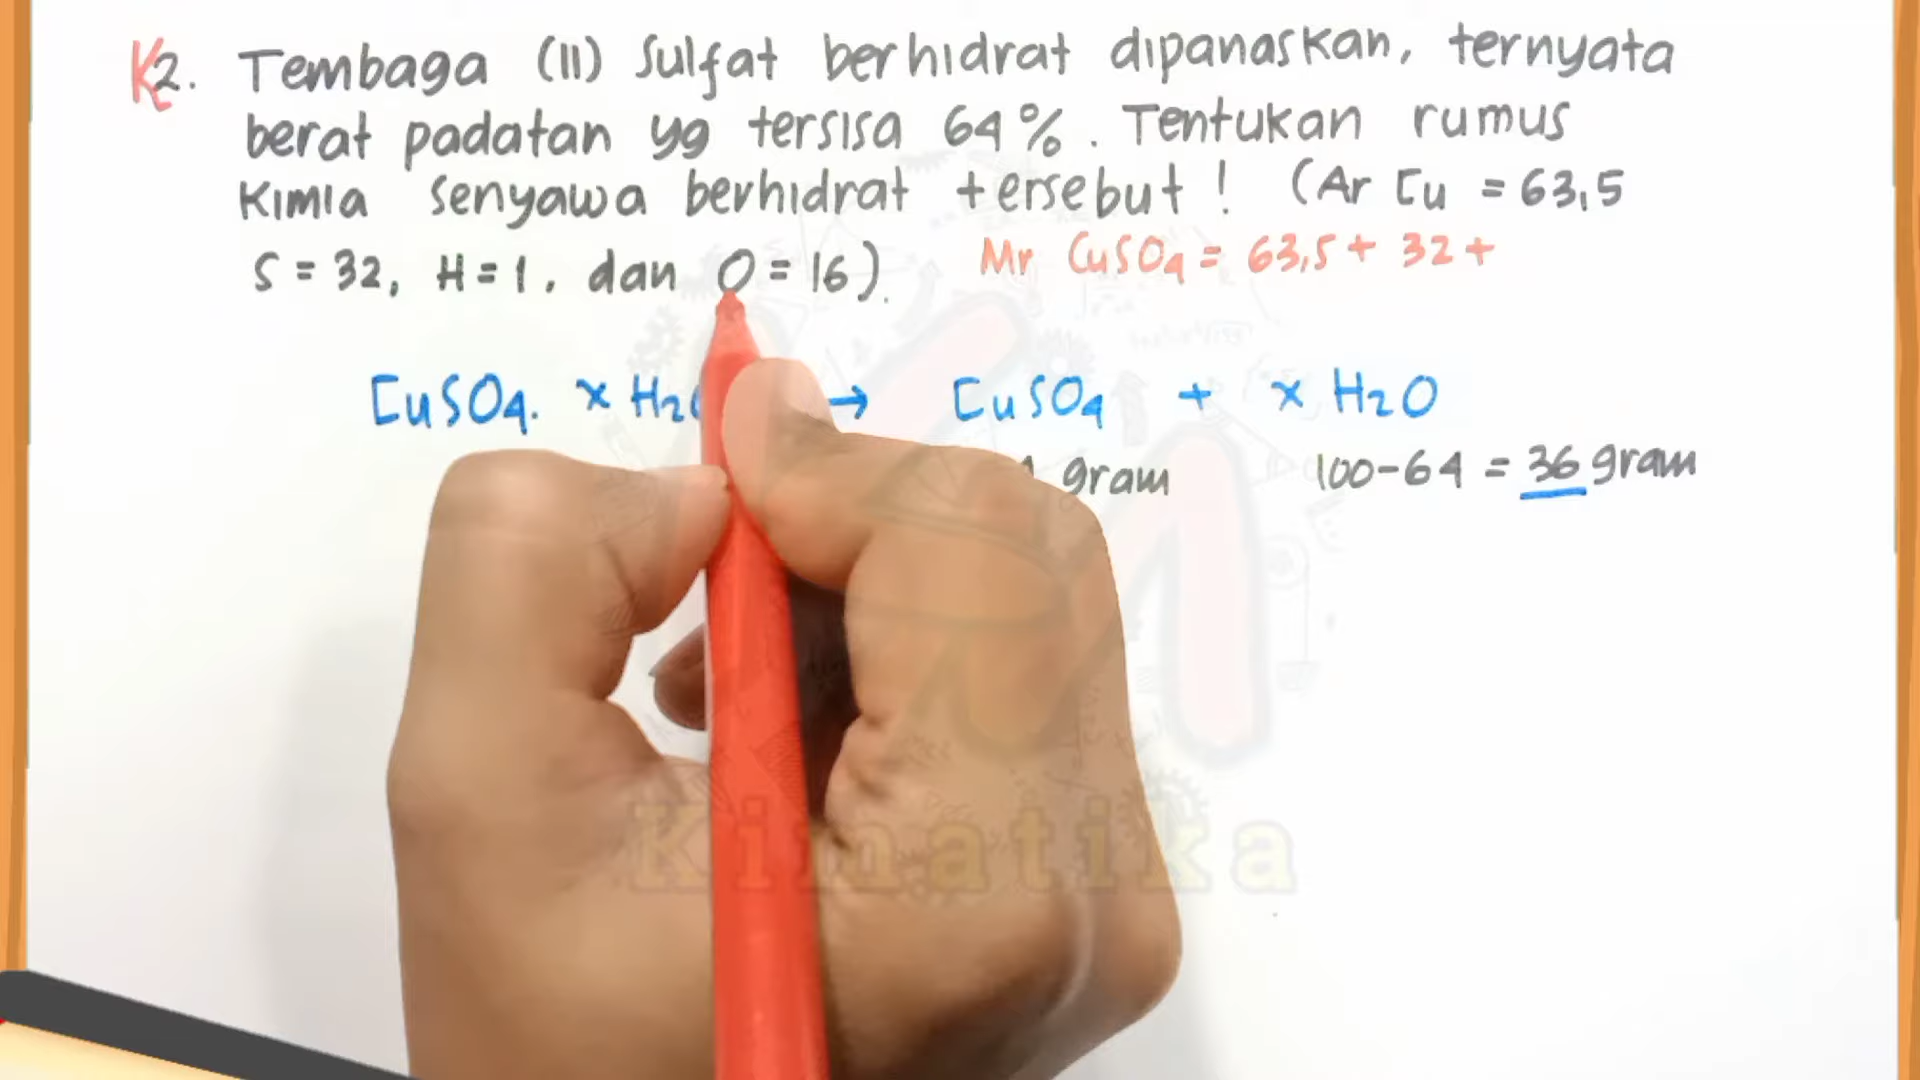 K2. Tembaga (II) Sulfat berhidrat dipanaskan, ternyata
berat padatan yg tersisa 64%. Tentukan rumus
Kimia senyawa berhidrat tersebut! (Ar Cu = 63,5
S = 32, H = 1, dan O = 16).
Mr CuSO4 = 63,5 + 32 +
CuSO4. x H2O → CuSO4 + x H2O
gram 100-64 = 36 gram
Kimatika